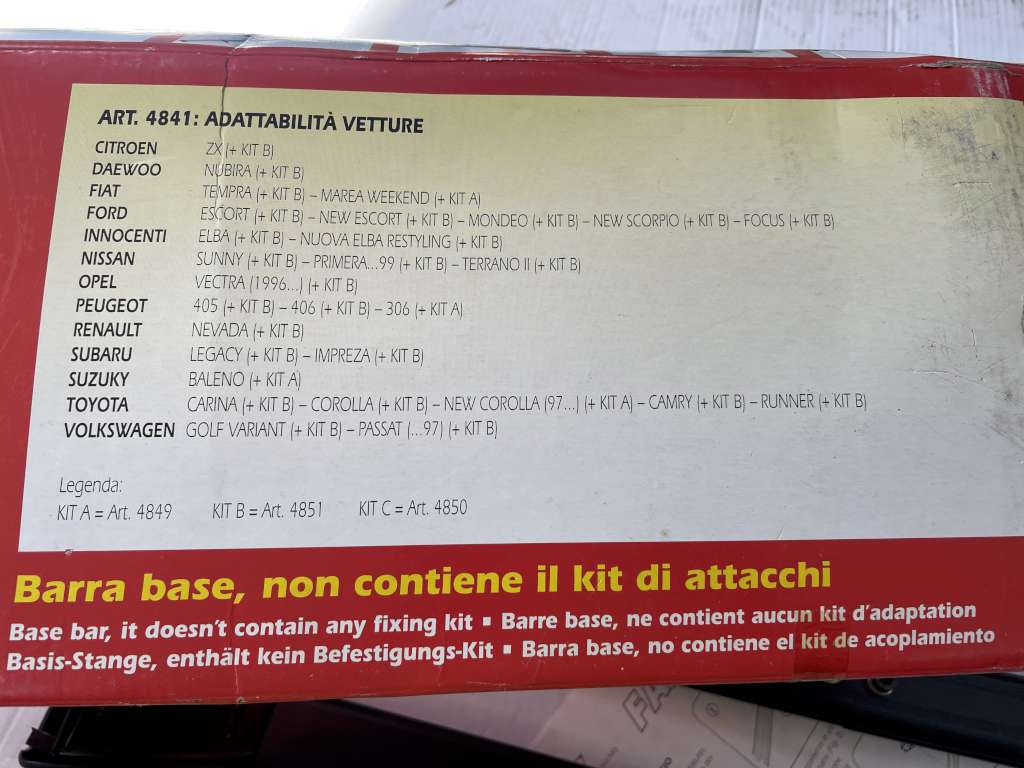 ART. 4841: ADATTABILITÀ VETTURE
CITROEN ZX (+ KIT B)
DAEWOO NUBIRA (+ KIT B)
FIAT TEMPRA (+ KIT B) – MAREA WEEKEND (+ KIT A)
FORD ESCORT (+ KIT B) – NEW ESCORT (+ KIT B) – MONDEO (+ KIT B) – NEW SCORPIO (+ KIT B) – FOCUS (+ KIT B)
INNOCENTI ELBA (+ KIT B) – NUOVA ELBA RESTYLING (+ KIT B)
NISSAN SUNNY (+ KIT B) – PRIMERA...99 (+ KIT B) – TERRANO II (+ KIT B)
OPEL VECTRA (1996...) (+ KIT B)
PEUGEOT 405 (+ KIT B) – 406 (+ KIT B) – 306 (+ KIT A)
RENAULT NEVADA (+ KIT B)
SUBARU LEGACY (+ KIT B) – IMPREZA (+ KIT B)
SUZUKY BALENO (+ KIT A)
TOYOTA CARINA (+ KIT B) – COROLLA (+ KIT B) – NEW COROLLA (97...) (+ KIT A) – CAMRY (+ KIT B) – RUNNER (+ KIT B)
VOLKSWAGEN GOLF VARIANT (+ KIT B) – PASSAT (...97) (+ KIT B)
Legenda:
KIT A = Art. 4849 KIT B = Art. 4851 KIT C = Art. 4850
Barra base, non contiene il kit di attacchi
Base bar, it doesn't contain any fixing kit ▪ Barre base, ne contient aucun kit d'adaptation
Basis-Stange, enthält kein Befestigungs-Kit ▪ Barra base, no contiene el kit de acoplamiento